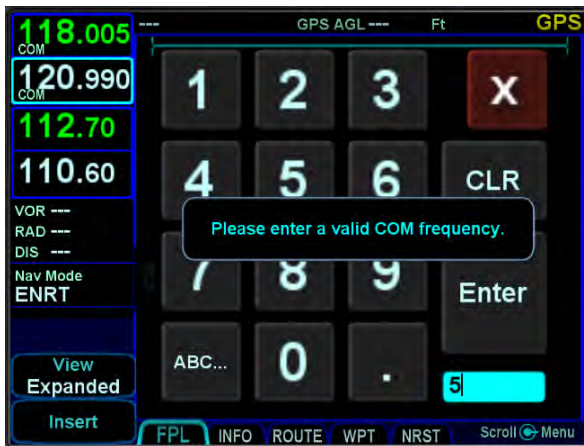 118.005
COM
120.990
COM
112.70
110.60
VOR ---
RAD ---
DIS ---
Nav Mode
ENRT
View
Expanded
Insert
--- GPS AGL --- Ft GPS
1 2 3 X
4 5 6 CLR
Please enter a valid COM frequency.
7 8 9 Enter
ABC... 0 .
5
FPL INFO ROUTE WPT NRST Scroll Menu